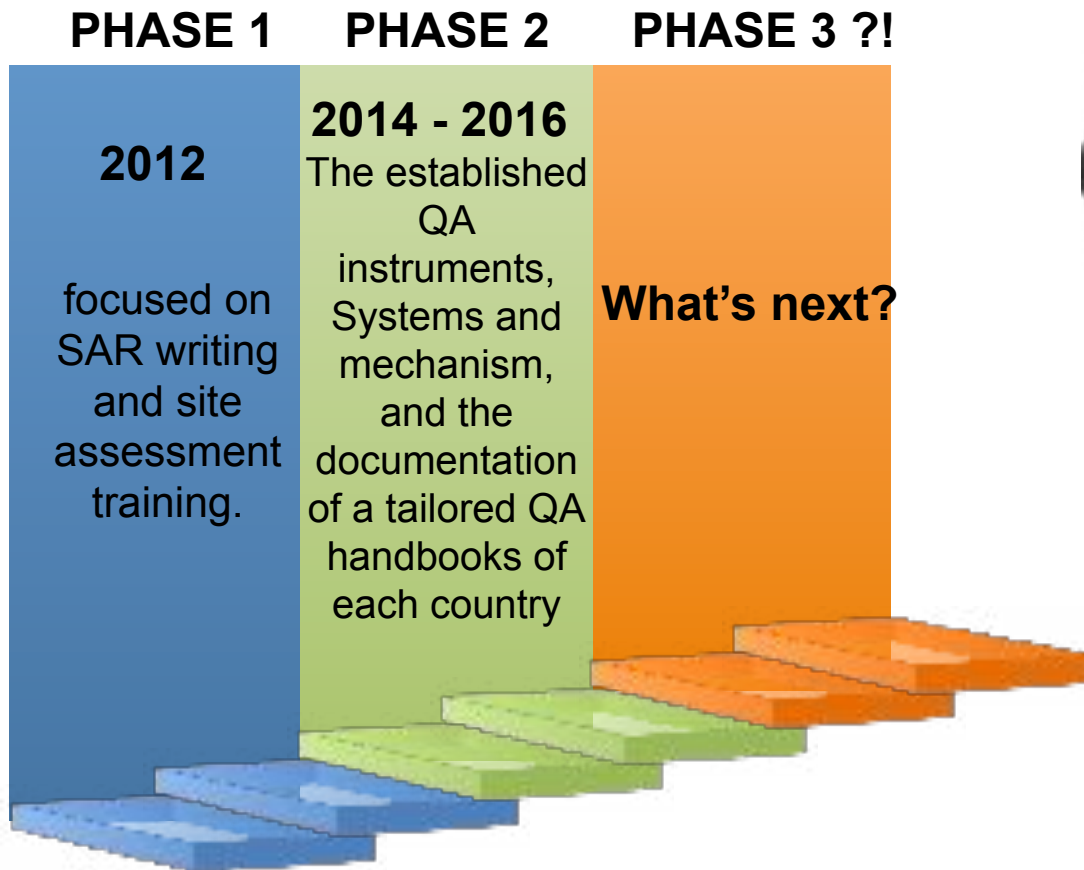 PHASE 1
PHASE 2
PHASE 3 ?!
2012
focused on
SAR writing
and site
assessment
training.
2014 - 2016
The established
QA
instruments,
Systems and
mechanism,
and the
documentation
of a tailored QA
handbooks of
each country
What's next?